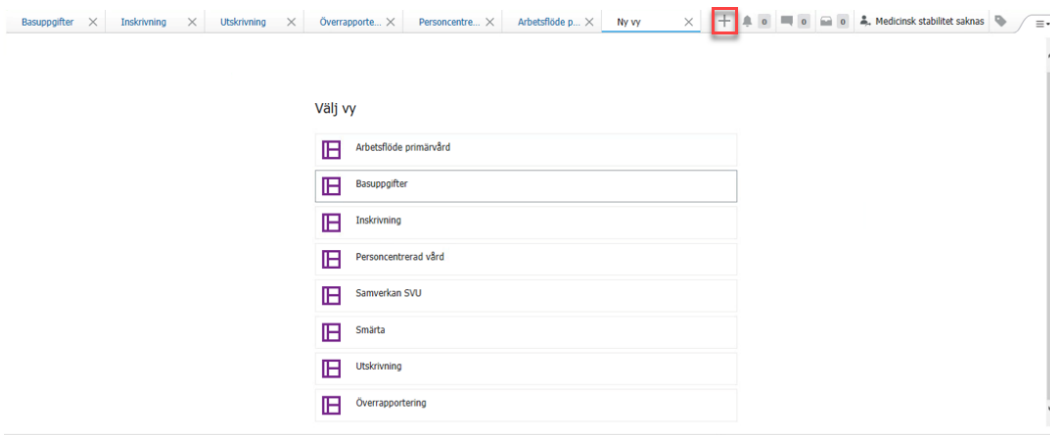 Basuppgifter Inskrivning Utskrivning Överrapporte... Personcentre... Arbetsflöde p... Ny vy 0 0 0 Medicinsk stabilitet saknas
Välj vy
Arbetsflöde primärvård
Basuppgifter
Inskrivning
Personcentrerad vård
Samverkan SVU
Smärta
Utskrivning
Överrapportering